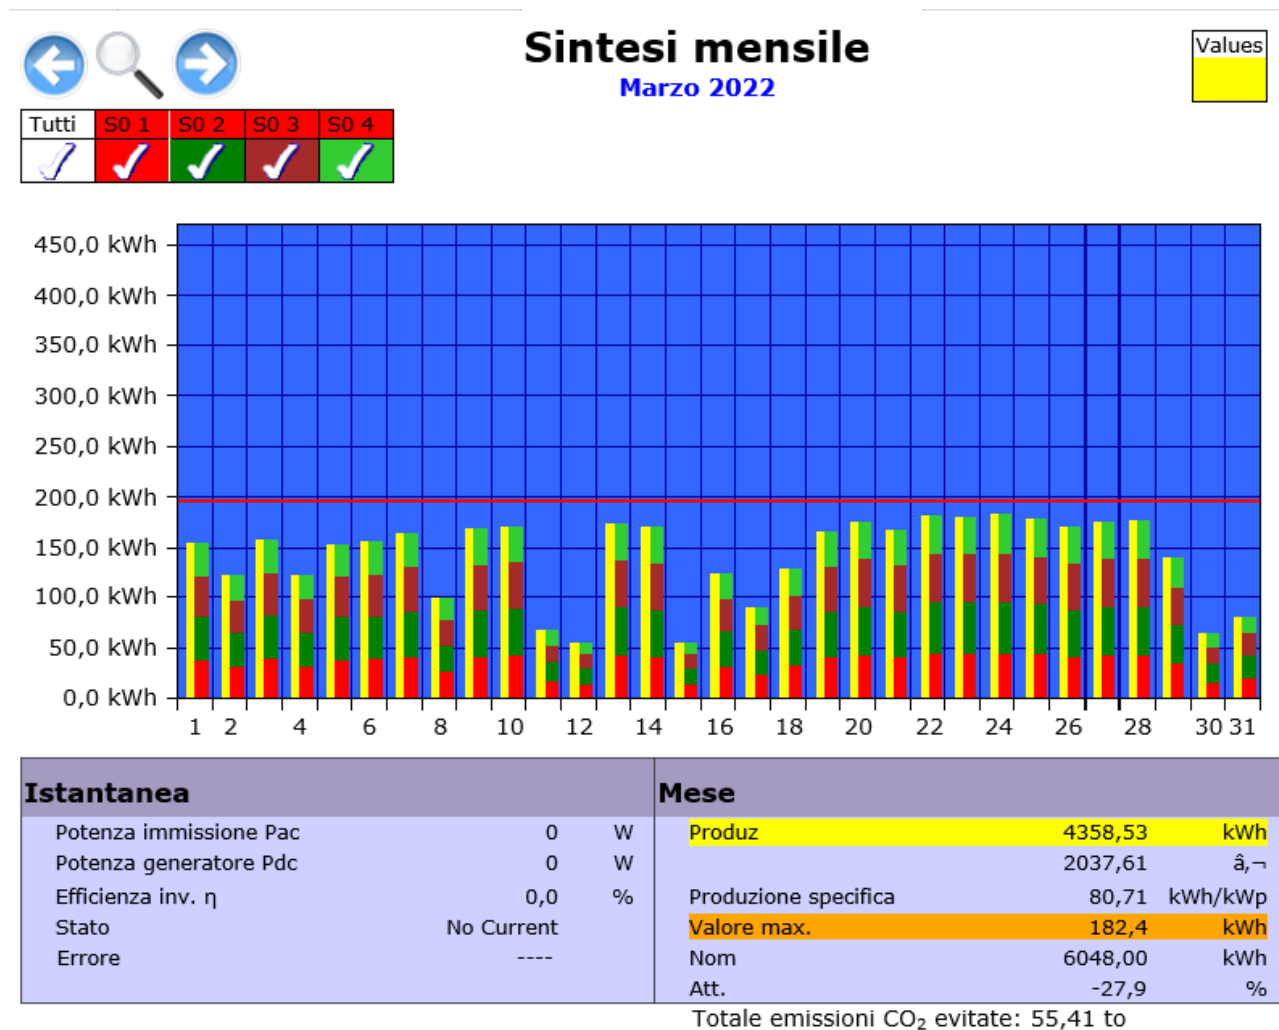 Sintesi mensile
Marzo 2022
Values
Tutti S0 1 S0 2 S0 3 S0 4
450,0 kWh
400,0 kWh
350,0 kWh
300,0 kWh
250,0 kWh
200,0 kWh
150,0 kWh
100,0 kWh
50,0 kWh
0,0 kWh
1 2 4 6 8 10 12 14 16 18 20 22 24 26 28 30 31
Istantanea
Potenza immissione Pac 0 W
Potenza generatore Pdc 0 W
Efficienza inv. η 0,0 %
Stato No Current
Errore ----
Mese
Produz 4358,53 kWh
2037,61 â‚¬
Produzione specifica 80,71 kWh/kWp
Valore max. 182,4 kWh
Nom 6048,00 kWh
Att. -27,9 %
Totale emissioni CO₂ evitate: 55,41 to